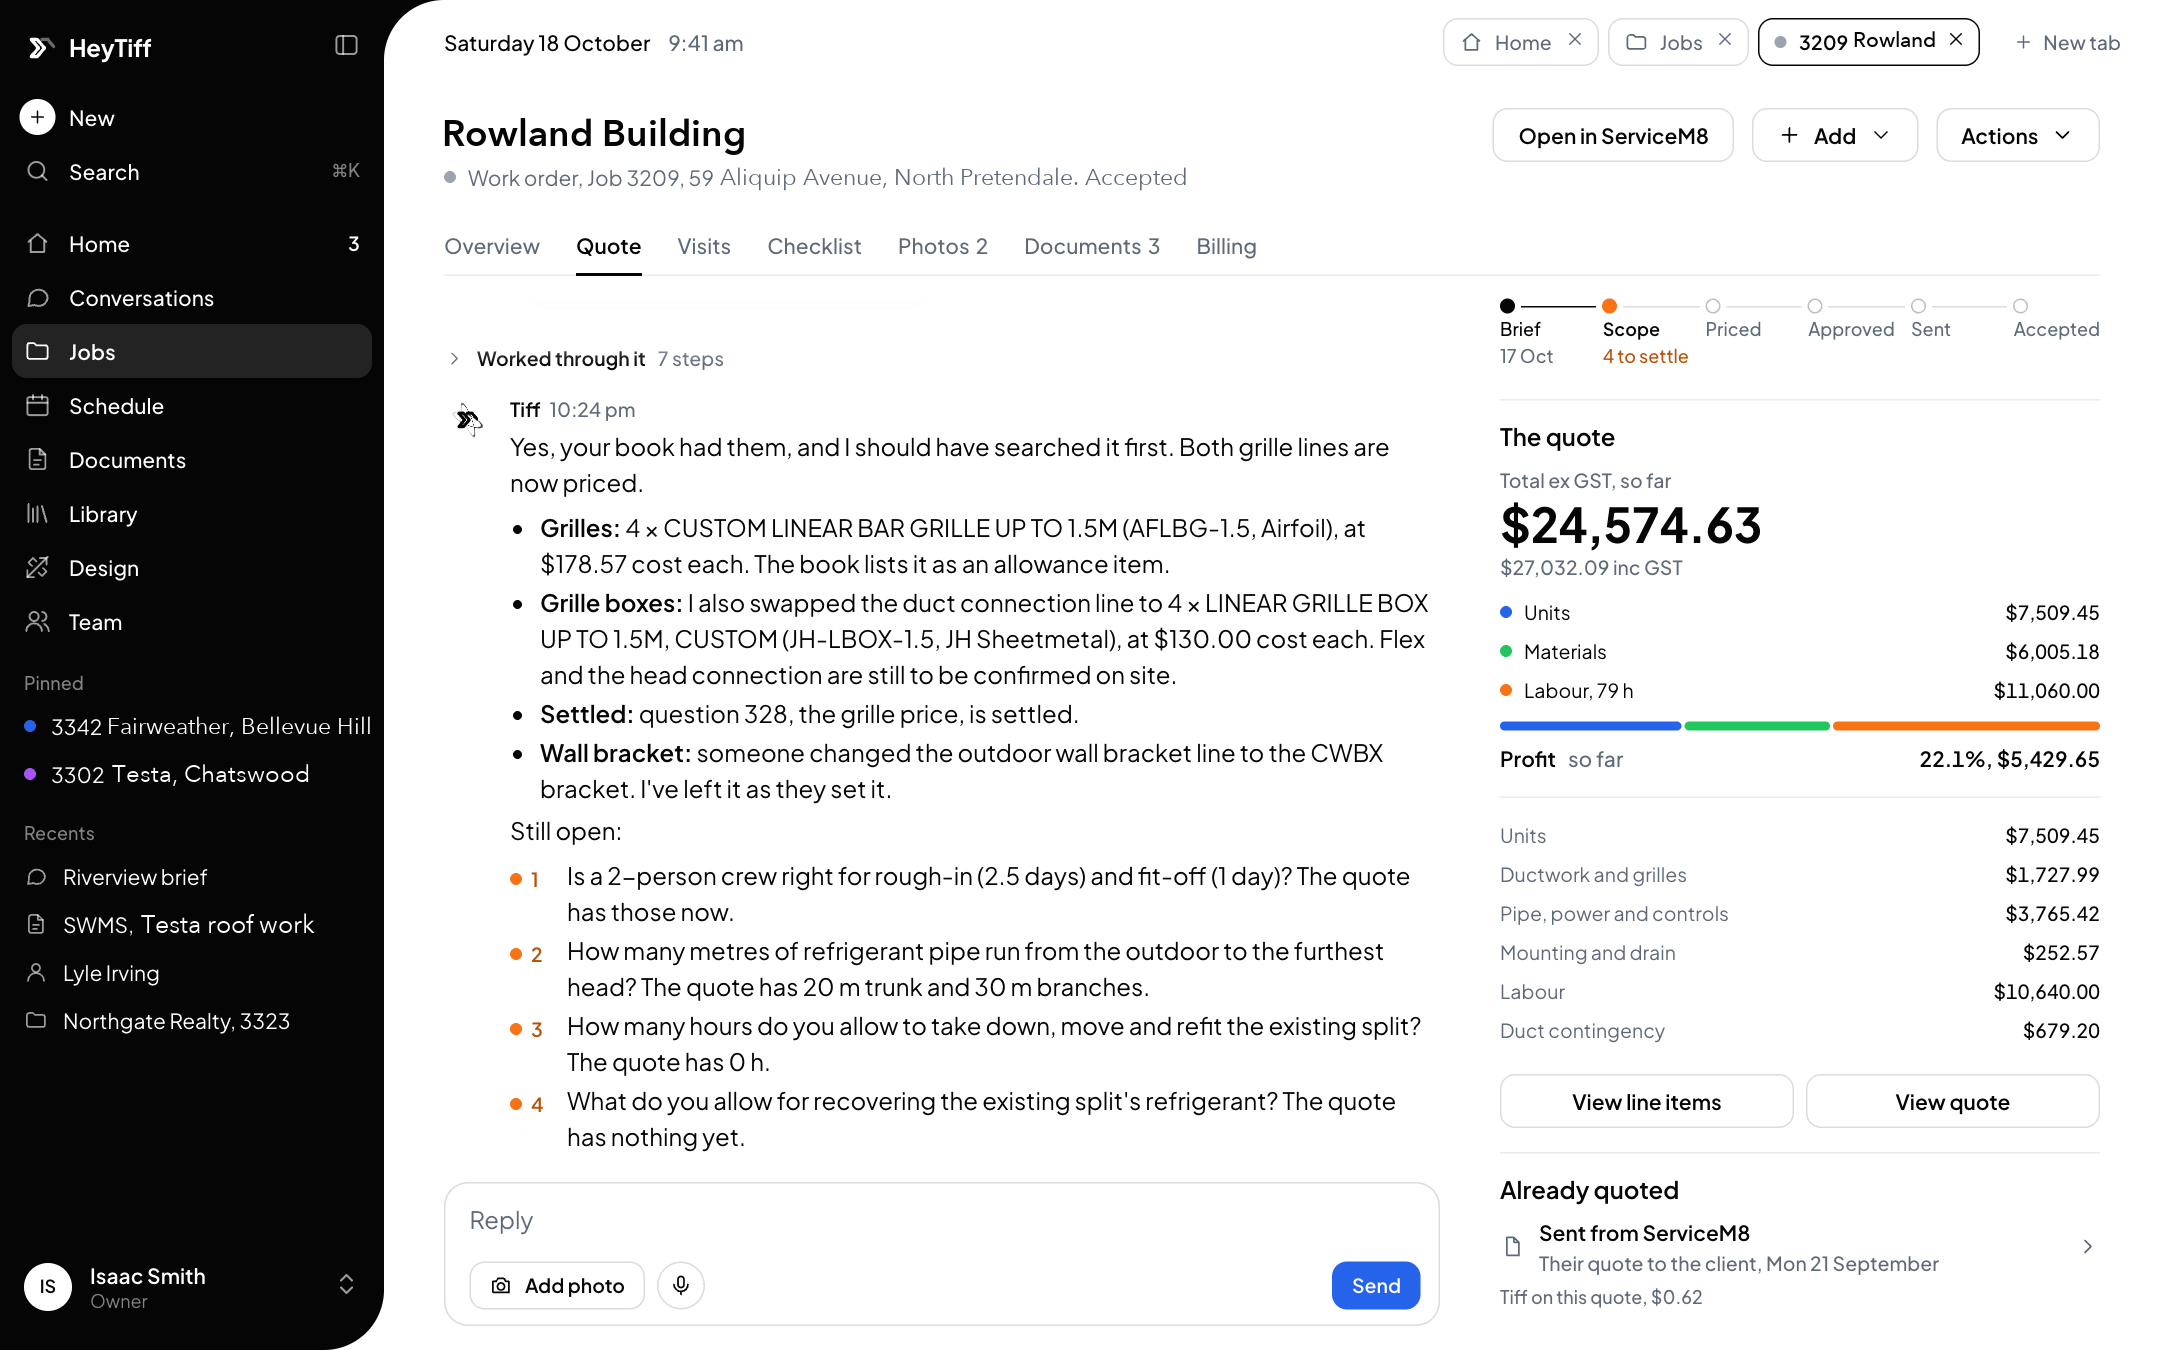 HeyTiff
New
Search ⌘K
Home 3
Conversations
Jobs
Schedule
Documents
Library
Design
Team
Pinned
3342 Fairweather, Bellevue Hill
3302 Testa, Chatswood
Recents
Riverview brief
SWMS, Testa roof work
Lyle Irving
Northgate Realty, 3323
IS
Isaac Smith
Owner
Saturday 18 October 9:41 am
Home
Jobs
3209 Rowland
New tab
Rowland Building
Work order, Job 3209, 59 Aliquip Avenue, North Pretendale. Accepted
Open in ServiceM8
Add
Actions
Overview Quote Visits Checklist Photos 2 Documents 3 Billing
Worked through it 7 steps
Tiff 10:24 pm
Yes, your book had them, and I should have searched it first. Both grille lines are
now priced.
• Grilles: 4 × CUSTOM LINEAR BAR GRILLE UP TO 1.5M (AFLBG-1.5, Airfoil), at
$178.57 cost each. The book lists it as an allowance item.
• Grille boxes: I also swapped the duct connection line to 4 × LINEAR GRILLE BOX
UP TO 1.5M, CUSTOM (JH-LBOX-1.5, JH Sheetmetal), at $130.00 cost each. Flex
and the head connection are still to be confirmed on site.
• Settled: question 328, the grille price, is settled.
• Wall bracket: someone changed the outdoor wall bracket line to the CWBX
bracket. I've left it as they set it.
Still open:
1 Is a 2-person crew right for rough-in (2.5 days) and fit-off (1 day)? The quote
has those now.
2 How many metres of refrigerant pipe run from the outdoor to the furthest
head? The quote has 20 m trunk and 30 m branches.
3 How many hours do you allow to take down, move and refit the existing split?
The quote has 0 h.
4 What do you allow for recovering the existing split's refrigerant? The quote
has nothing yet.
Reply
Add photo
Send
Brief Scope Priced Approved Sent Accepted
17 Oct 4 to settle
The quote
Total ex GST, so far
$24,574.63
$27,032.09 inc GST
Units $7,509.45
Materials $6,005.18
Labour, 79 h $11,060.00
Profit so far 22.1%, $5,429.65
Units $7,509.45
Ductwork and grilles $1,727.99
Pipe, power and controls $3,765.42
Mounting and drain $252.57
Labour $10,640.00
Duct contingency $679.20
View line items
View quote
Already quoted
Sent from ServiceM8
Their quote to the client, Mon 21 September
Tiff on this quote, $0.62